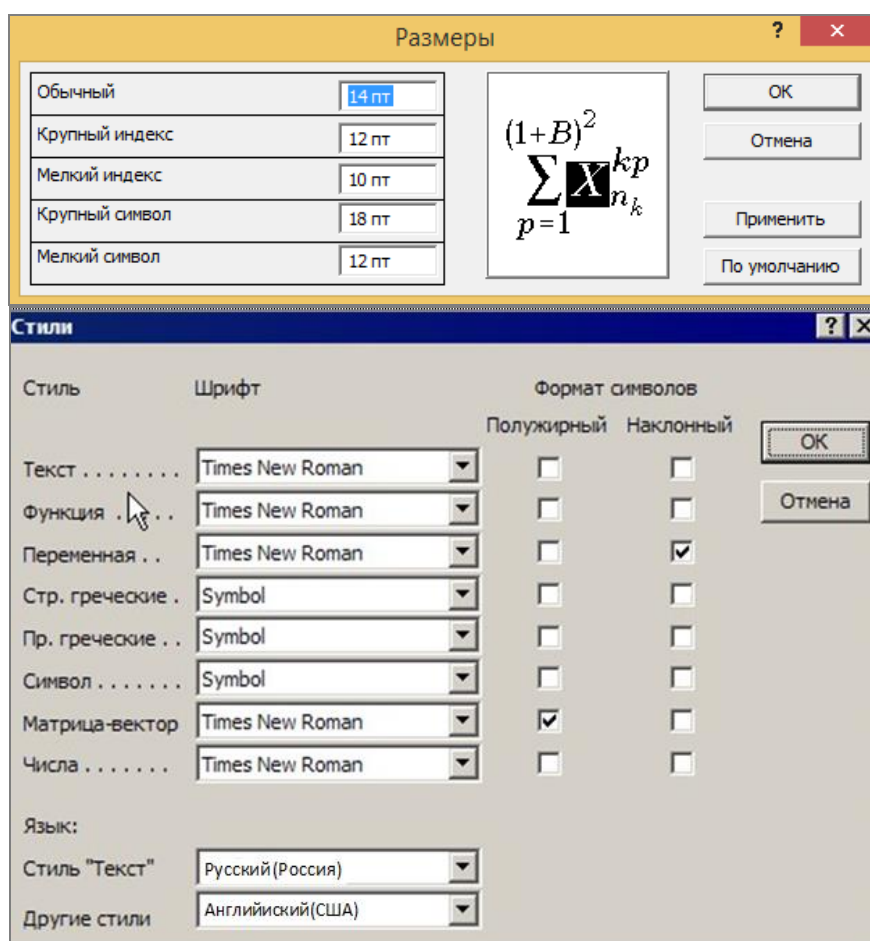 Размеры ?
Обычный 14 пт OK
Крупный индекс 12 пт Отмена
Мелкий индекс 10 пт
Крупный символ 18 пт Применить
Мелкий символ 12 пт По умолчанию
(1+B)^2
∑ X^{kp}_{n_k}
p=1
Стили ?
Стиль Шрифт Формат символов
Полужирный Наклонный
OK
Текст . . . . . . . . Times New Roman
Отмена
Функция . . . . Times New Roman
Переменная . . Times New Roman
Стр. греческие . Symbol
Пр. греческие . . Symbol
Символ . . . . . . . Symbol
Матрица-вектор Times New Roman
Числа . . . . . . . Times New Roman
Язык:
Стиль "Текст" Русский(Россия)
Другие стили Английиский(США)